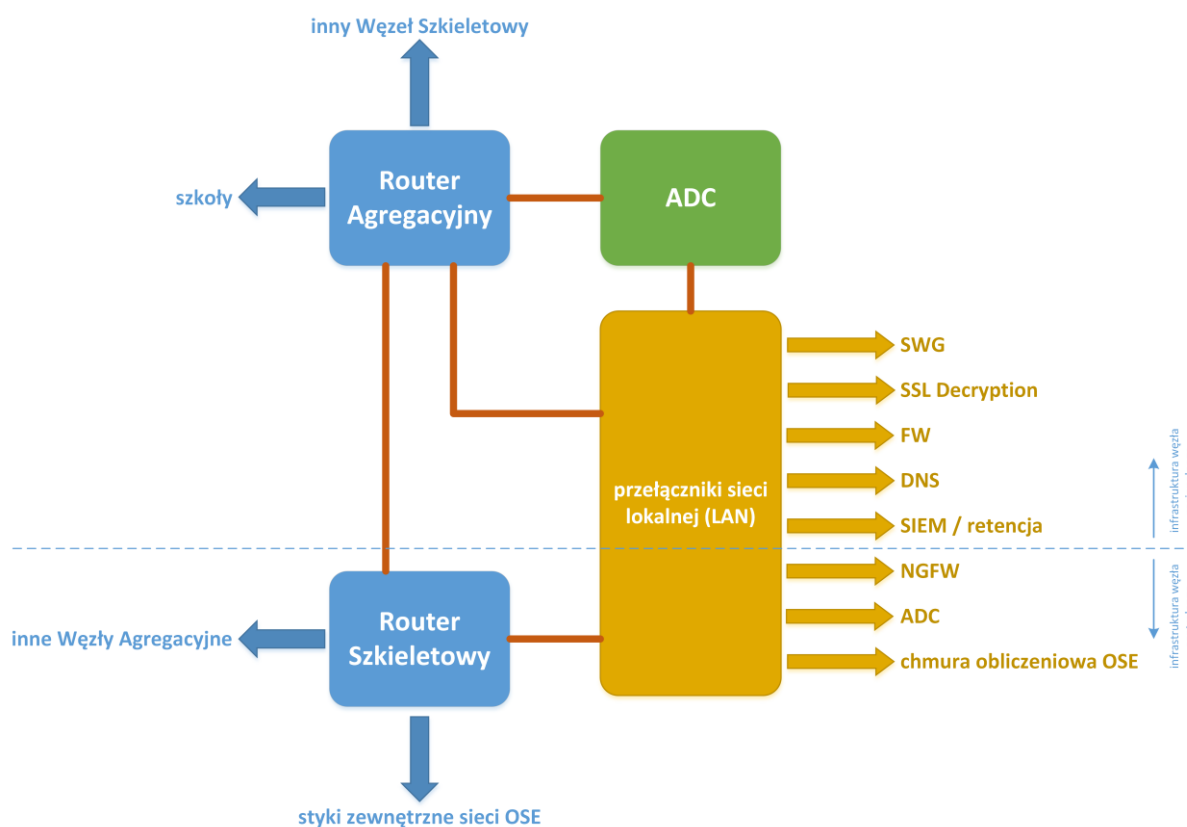 inny Węzeł Szkieletowy
Router
Agregacyjny
ADC
szkoły
SWG
SSL Decryption
FW
DNS
przełączniki sieci
lokalnej (LAN)
SIEM / retencja
infrastruktura węzła
NGFW
Router
Szkieletowy
ADC
inne Węzły Agregacyjne
chmura obliczeniowa OSE
infrastruktura węzła
styki zewnętrzne sieci OSE